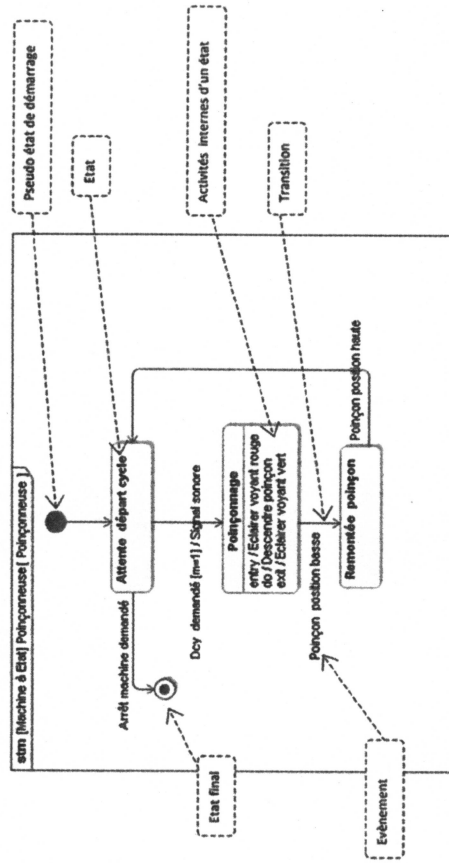 Pseudo état de démarrage
Etat
Activités internes d'un état
Transition
stm [Machine à Etat] Poinçonneuse [ Poinçonneuse ]
Attente départ cycle
Arrêt machine demandé
Dcy demandé [m=1] / Signal sonore
Poinçonnage
entry / Eclairer voyant rouge
do / Descendre poinçon
exit / Eclairer voyant vert
Poinçon position basse
Remontée poinçon
Poinçon position haute
Etat final
Evènement